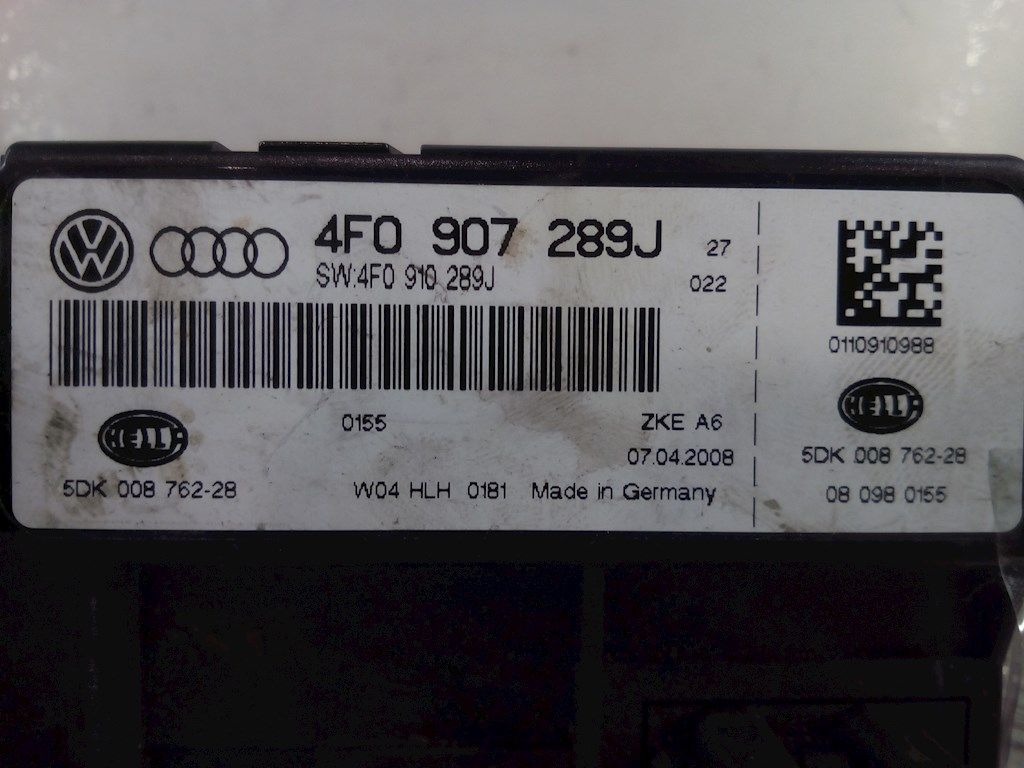 4F0 907 289J 27
SW:4F0 910 289J 022
0110910988
HELLA
0155 ZKE A6
HELLA
07.04.2008
5DK 008 762-28
5DK 008 762-28
W04 HLH 0181 Made in Germany
08 098 0155